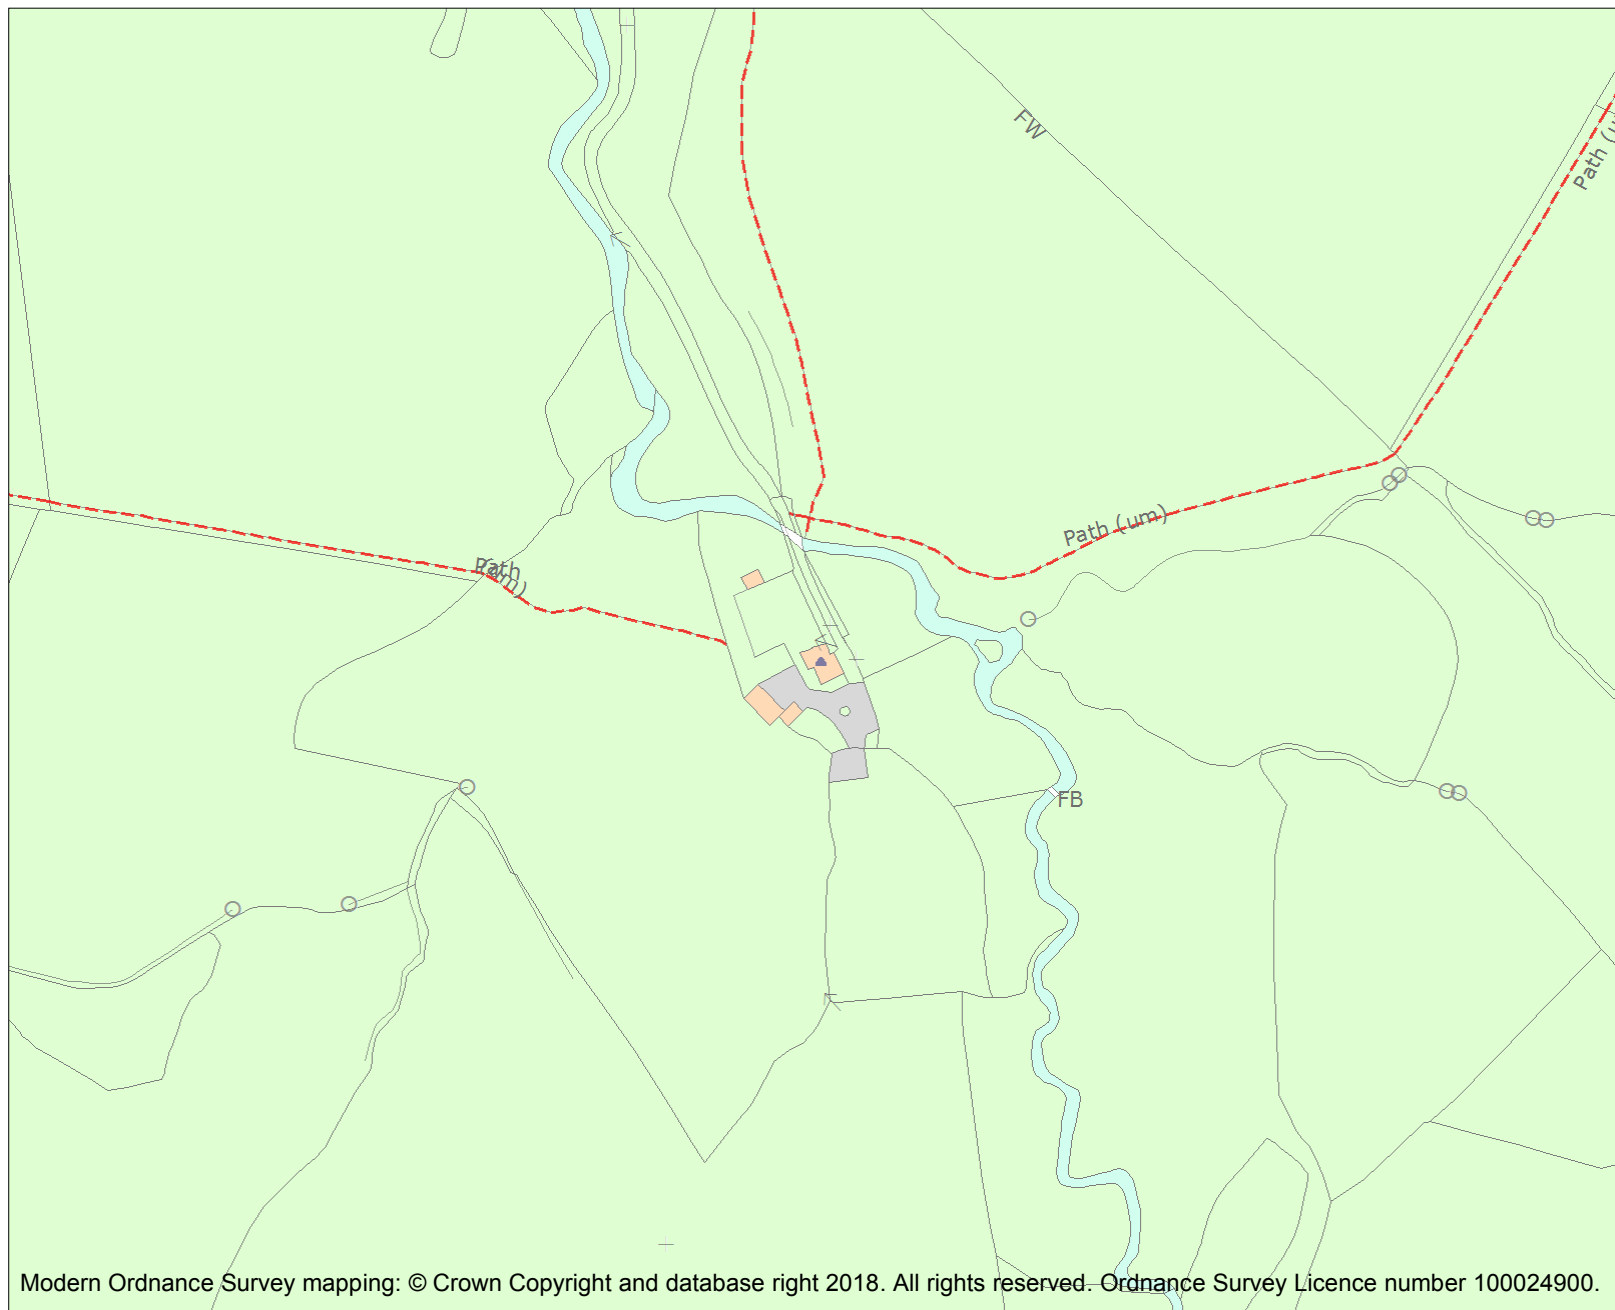 FW
Path (u
Path (um)
Path
(um)
FB
Modern Ordnance Survey mapping: © Crown Copyright and database right 2018. All rights reserved. Ordnance Survey Licence number 100024900.